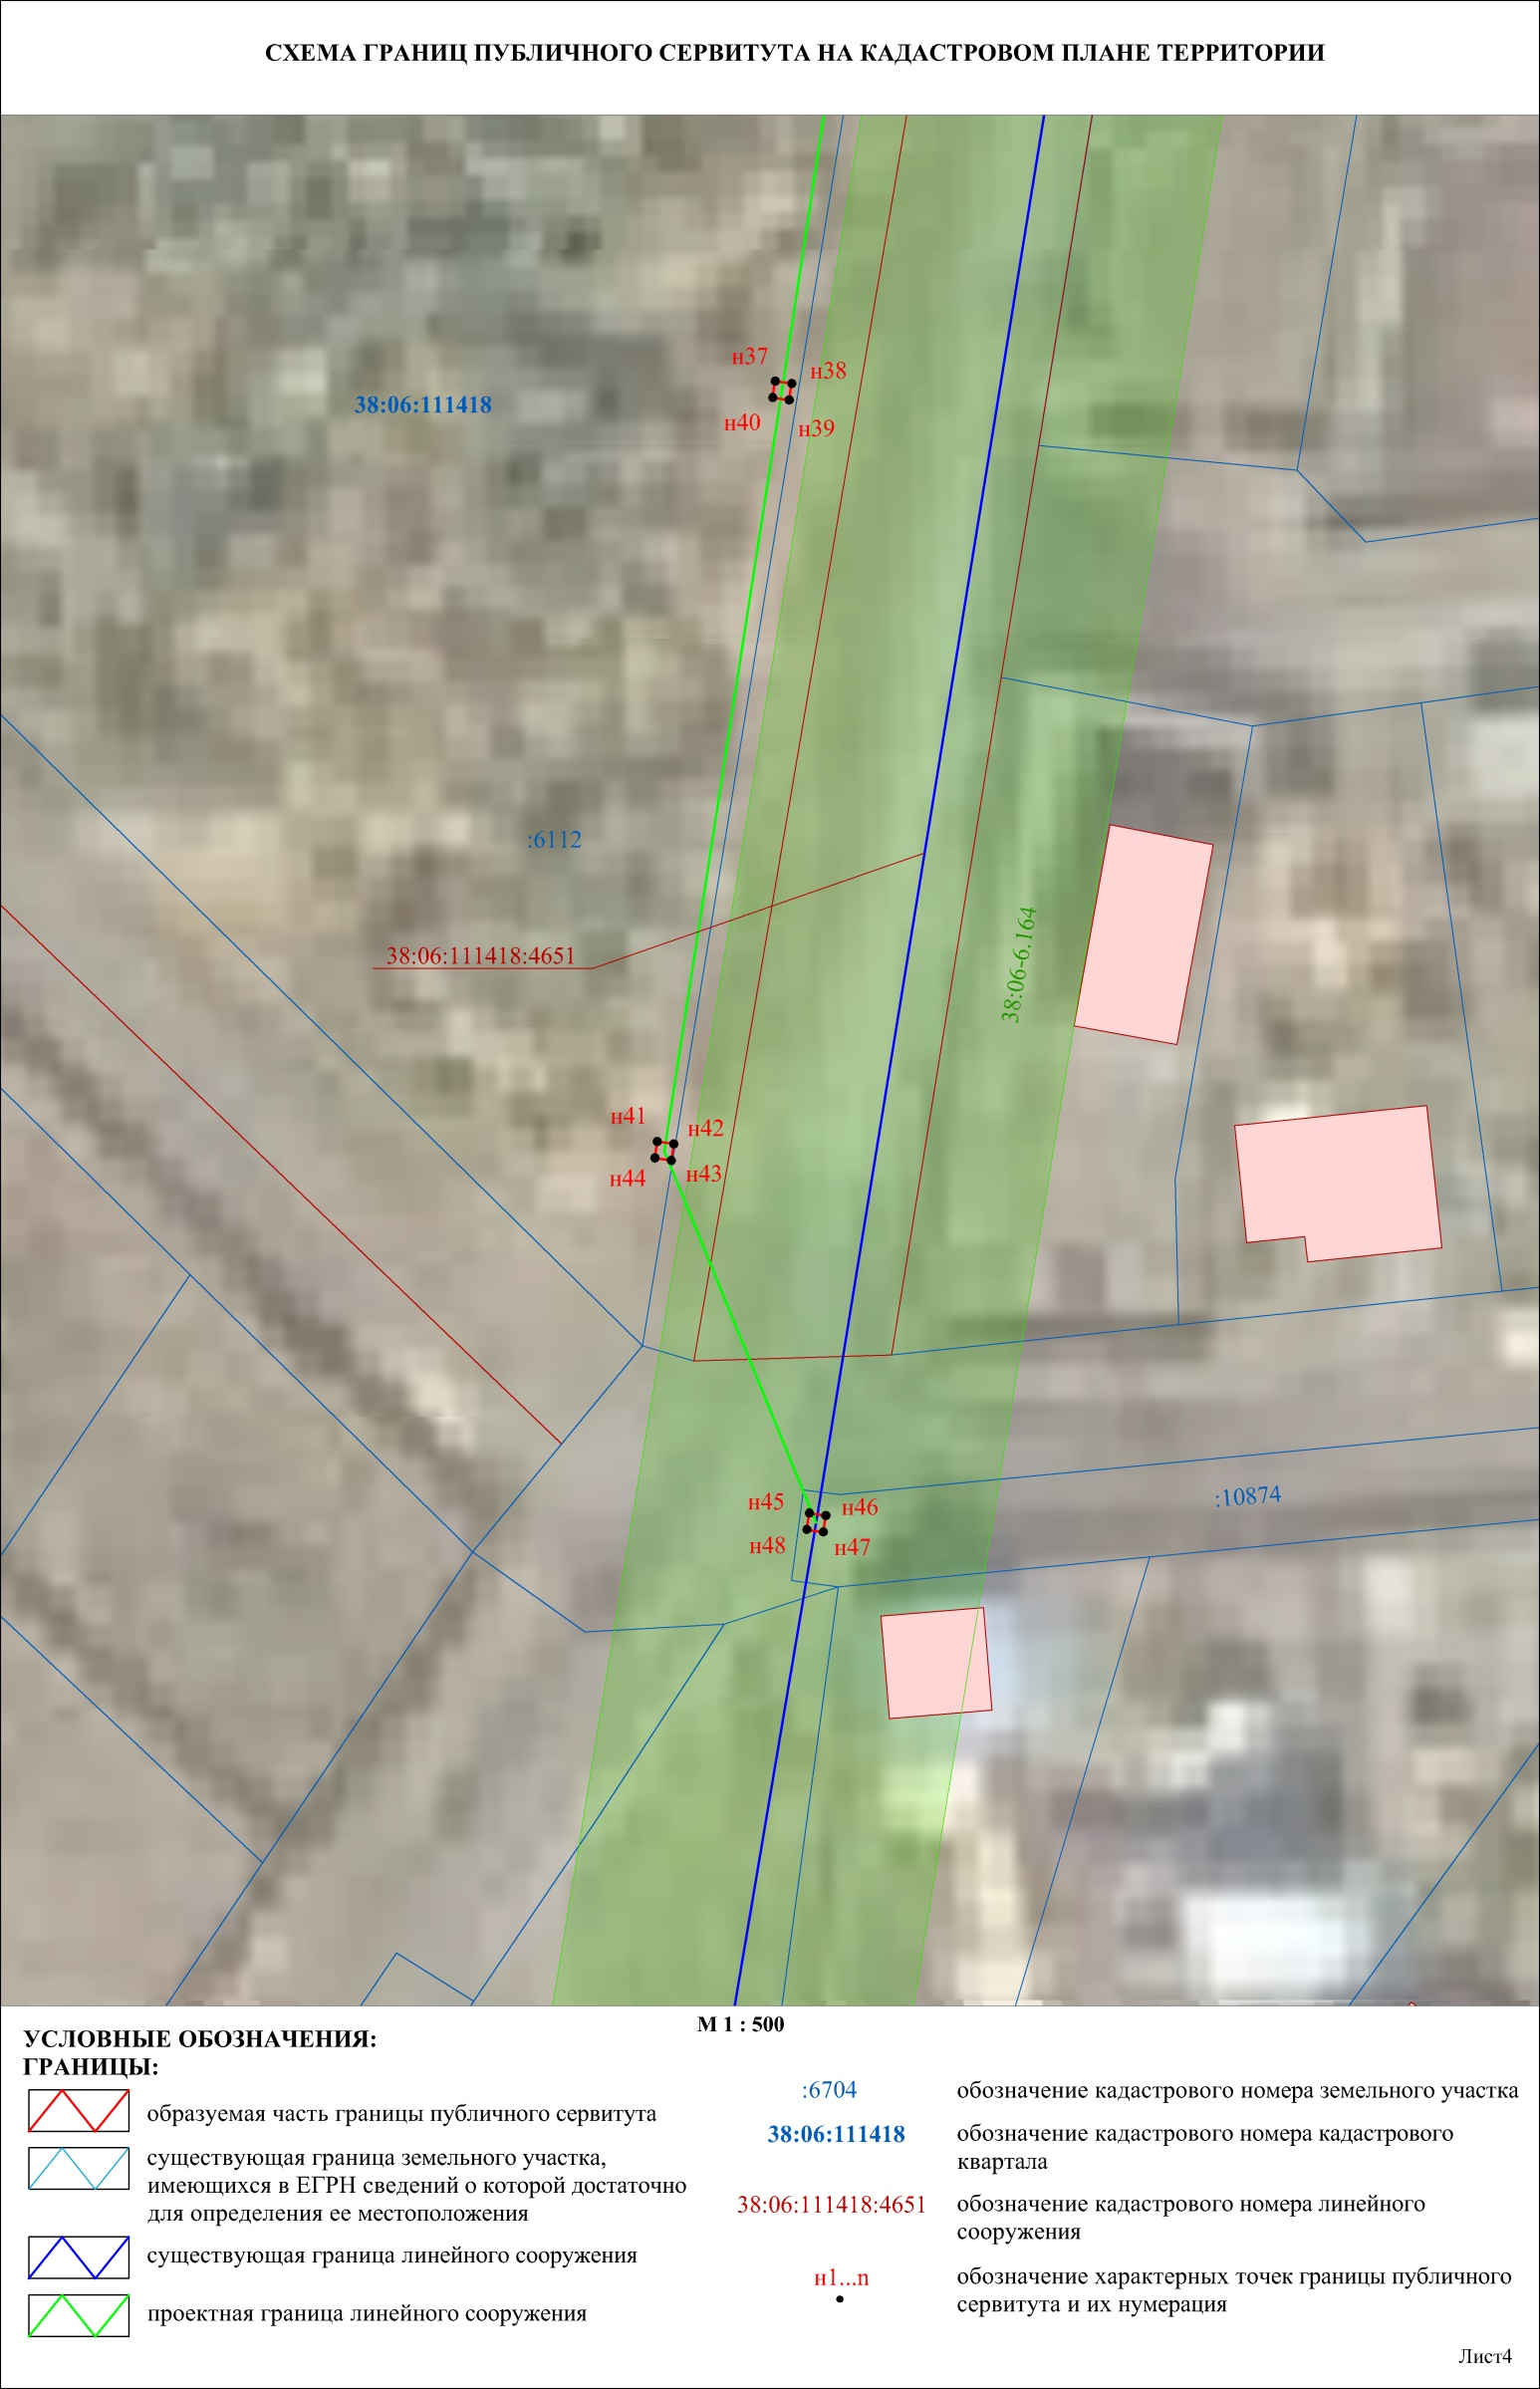 СХЕМА ГРАНИЦ ПУБЛИЧНОГО СЕРВИТУТА НА КАДАСТРОВОМ ПЛАНЕ ТЕРРИТОРИИ
н37
н38
38:06:111418
н40
н39
:6112
38:06:111418:4651
38:06-6.164
н41
н42
н44
н43
:10874
н45
н46
н48
н47
М 1 : 500
УСЛОВНЫЕ ОБОЗНАЧЕНИЯ:
ГРАНИЦЫ:
образуемая часть границы публичного сервитута
существующая граница земельного участка,
имеющихся в ЕГРН сведений о которой достаточно
для определения ее местоположения
существующая граница линейного сооружения
проектная граница линейного сооружения
:6704
обозначение кадастрового номера земельного участка
38:06:111418
обозначение кадастрового номера кадастрового
квартала
38:06:111418:4651
обозначение кадастрового номера линейного
сооружения
н1...n
обозначение характерных точек границы публичного
сервитута и их нумерация
Лист4